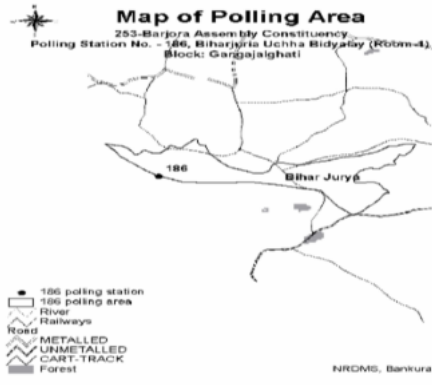 Map of Polling Area
253-Barjora Assembly Constituency
Polling Station No. - 186, Biharjuria Uchha Bidyalay (Room-1)
Block: Gangajalghati
186
Bihar Jurya
186 polling station
186 polling area
River
Railways
Road
METALLED
UNMETALLED
CART-TRACK
Forest
NRDMS, Bankura